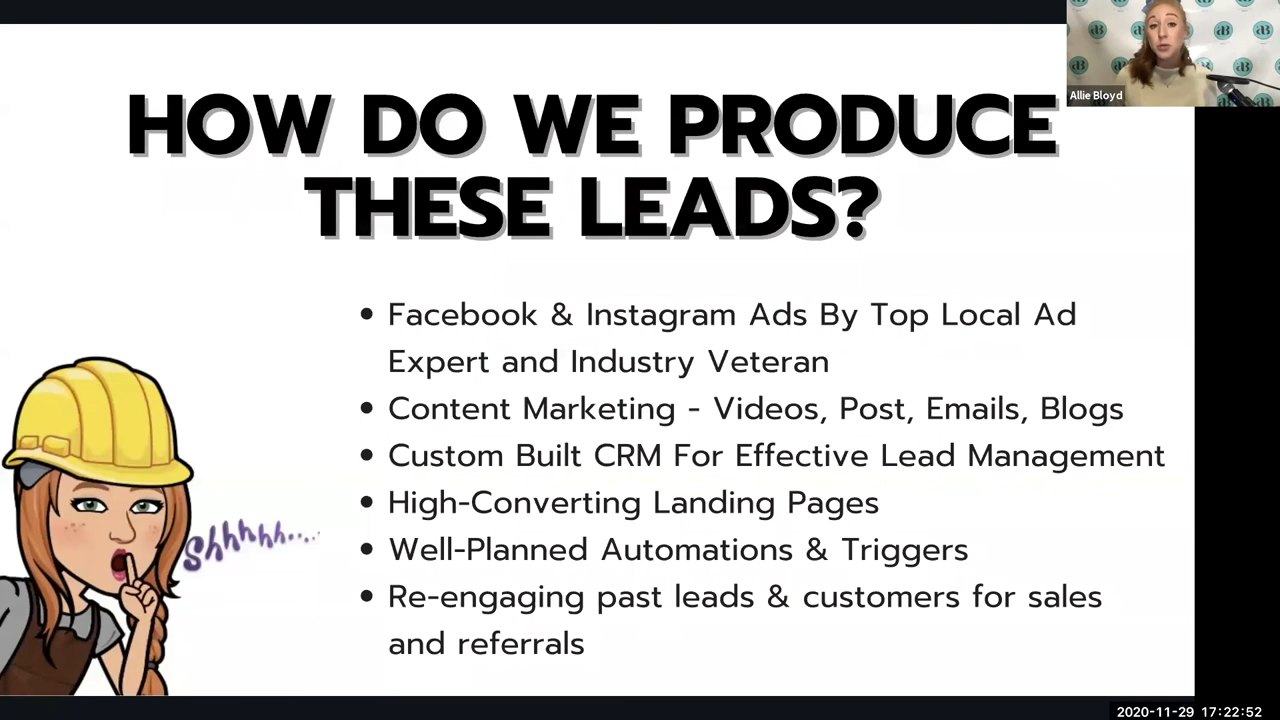 Allie Bloyd
HOW DO WE PRODUCE
THESE LEADS?
• Facebook & Instagram Ads By Top Local Ad
Expert and Industry Veteran
• Content Marketing - Videos, Post, Emails, Blogs
• Custom Built CRM For Effective Lead Management
• High-Converting Landing Pages
• Well-Planned Automations & Triggers
• Re-engaging past leads & customers for sales
and referrals
Shhhhh....
2020-11-29 17:22:52